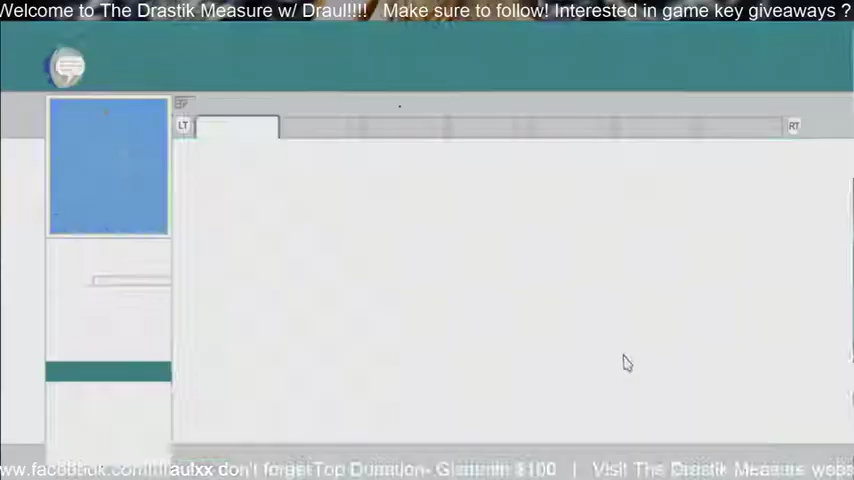 Welcome to The Drastik Measure w/ Draul!!!! Make sure to follow! Interested in game key giveaways ?
LT
RT
don't forget Top Donation- $100 | Visit The Drastik Measure